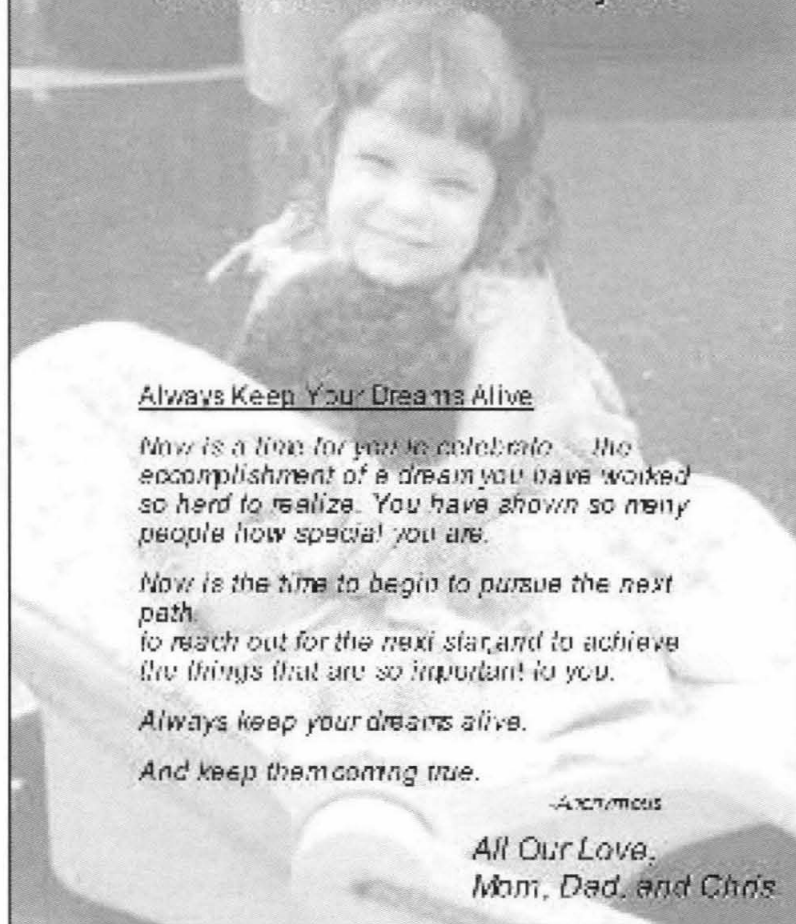 Always Keep Your Dreams Alive
Now is a time for you to celebrate – the
accomplishment of a dream you have worked
so hard to realize. You have shown so many
people how special you are.
Now is the time to begin to pursue the next
path,
to reach out for the next star, and to achieve
the things that are so important to you.
Always keep your dreams alive.
And keep them coming true.
-Anonymous
All Our Love,
Mom, Dad, and Chris